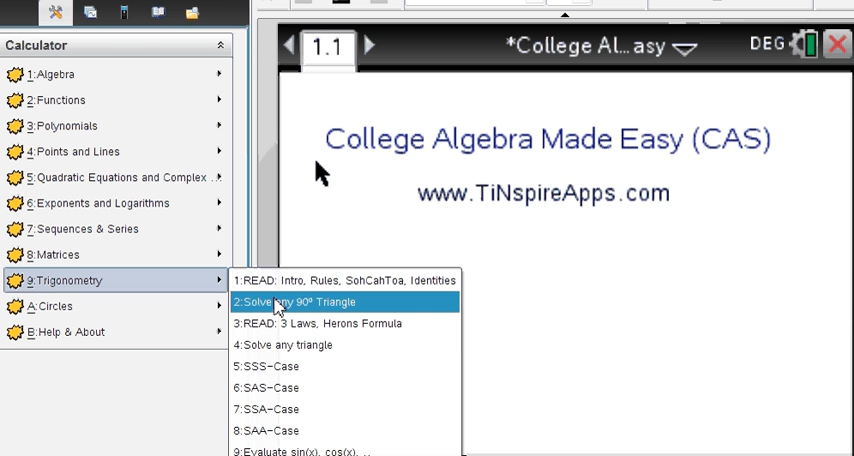 Calculator
1:Algebra
2:Functions
3:Polynomials
4:Points and Lines
5:Quadratic Equations and Complex ...
6:Exponents and Logarithms
7:Sequences & Series
8:Matrices
9:Trigonometry
A:Circles
B:Help & About
1:READ: Intro, Rules, SohCahToa, Identities
2:Solve any 90º Triangle
3:READ: 3 Laws, Herons Formula
4:Solve any triangle
5:SSS-Case
6:SAS-Case
7:SSA-Case
8:SAA-Case
9:Evaluate sin(x), cos(x), ..
1.1
*College Al...asy
DEG
College Algebra Made Easy (CAS)
www.TiNspireApps.com